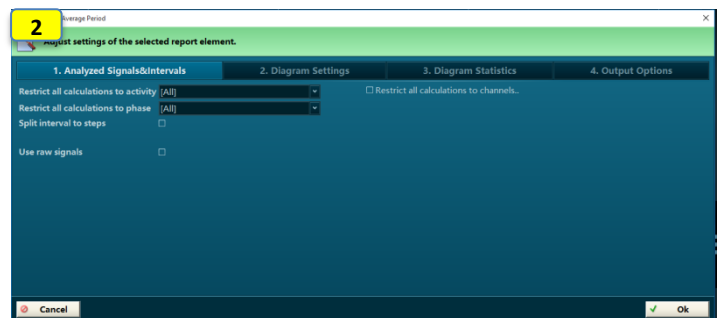 2
Average Period
Adjust settings of the selected report element.
1. Analyzed Signals&Intervals
2. Diagram Settings
3. Diagram Statistics
4. Output Options
Restrict all calculations to activity [All]
Restrict all calculations to channels..
Restrict all calculations to phase [All]
Split interval to steps
Use raw signals
Cancel
Ok